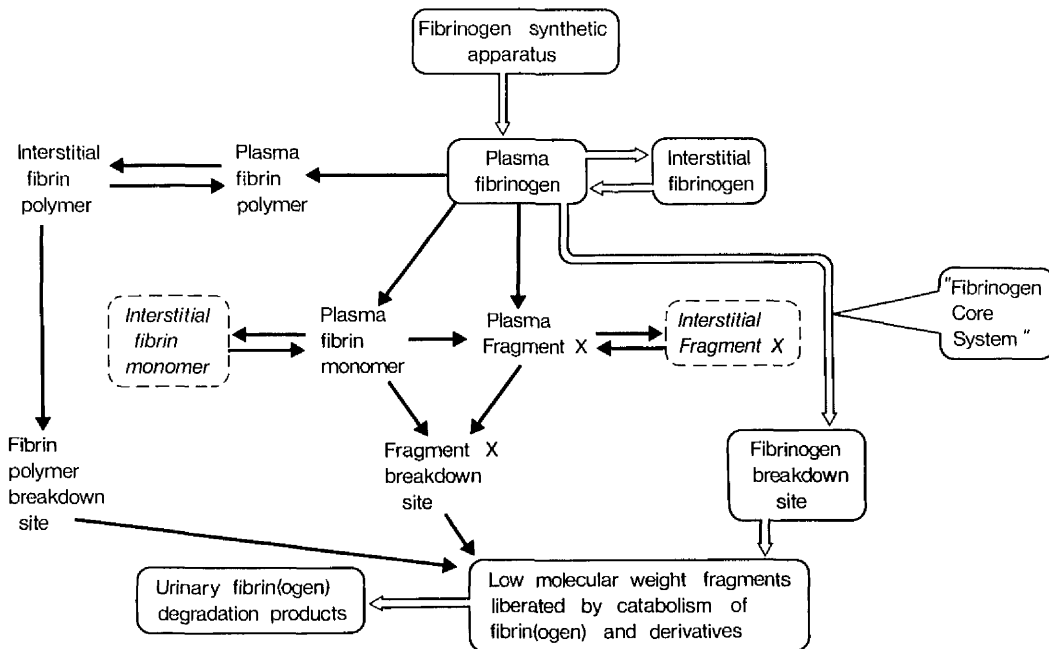 Fibrinogen synthetic
apparatus
Interstitial
fibrin
polymer
Plasma
fibrin
polymer
Plasma
fibrinogen
Interstitial
fibrinogen
Interstitial
fibrin
monomer
Plasma
fibrin
monomer
Plasma
Fragment X
Interstitial
Fragment X
"Fibrinogen
Core
System"
Fibrin
polymer
breakdown
site
Fragment X
breakdown
site
Fibrinogen
breakdown
site
Urinary fibrin(ogen)
degradation products
Low molecular weight fragments
liberated by catabolism of
fibrin(ogen) and derivatives